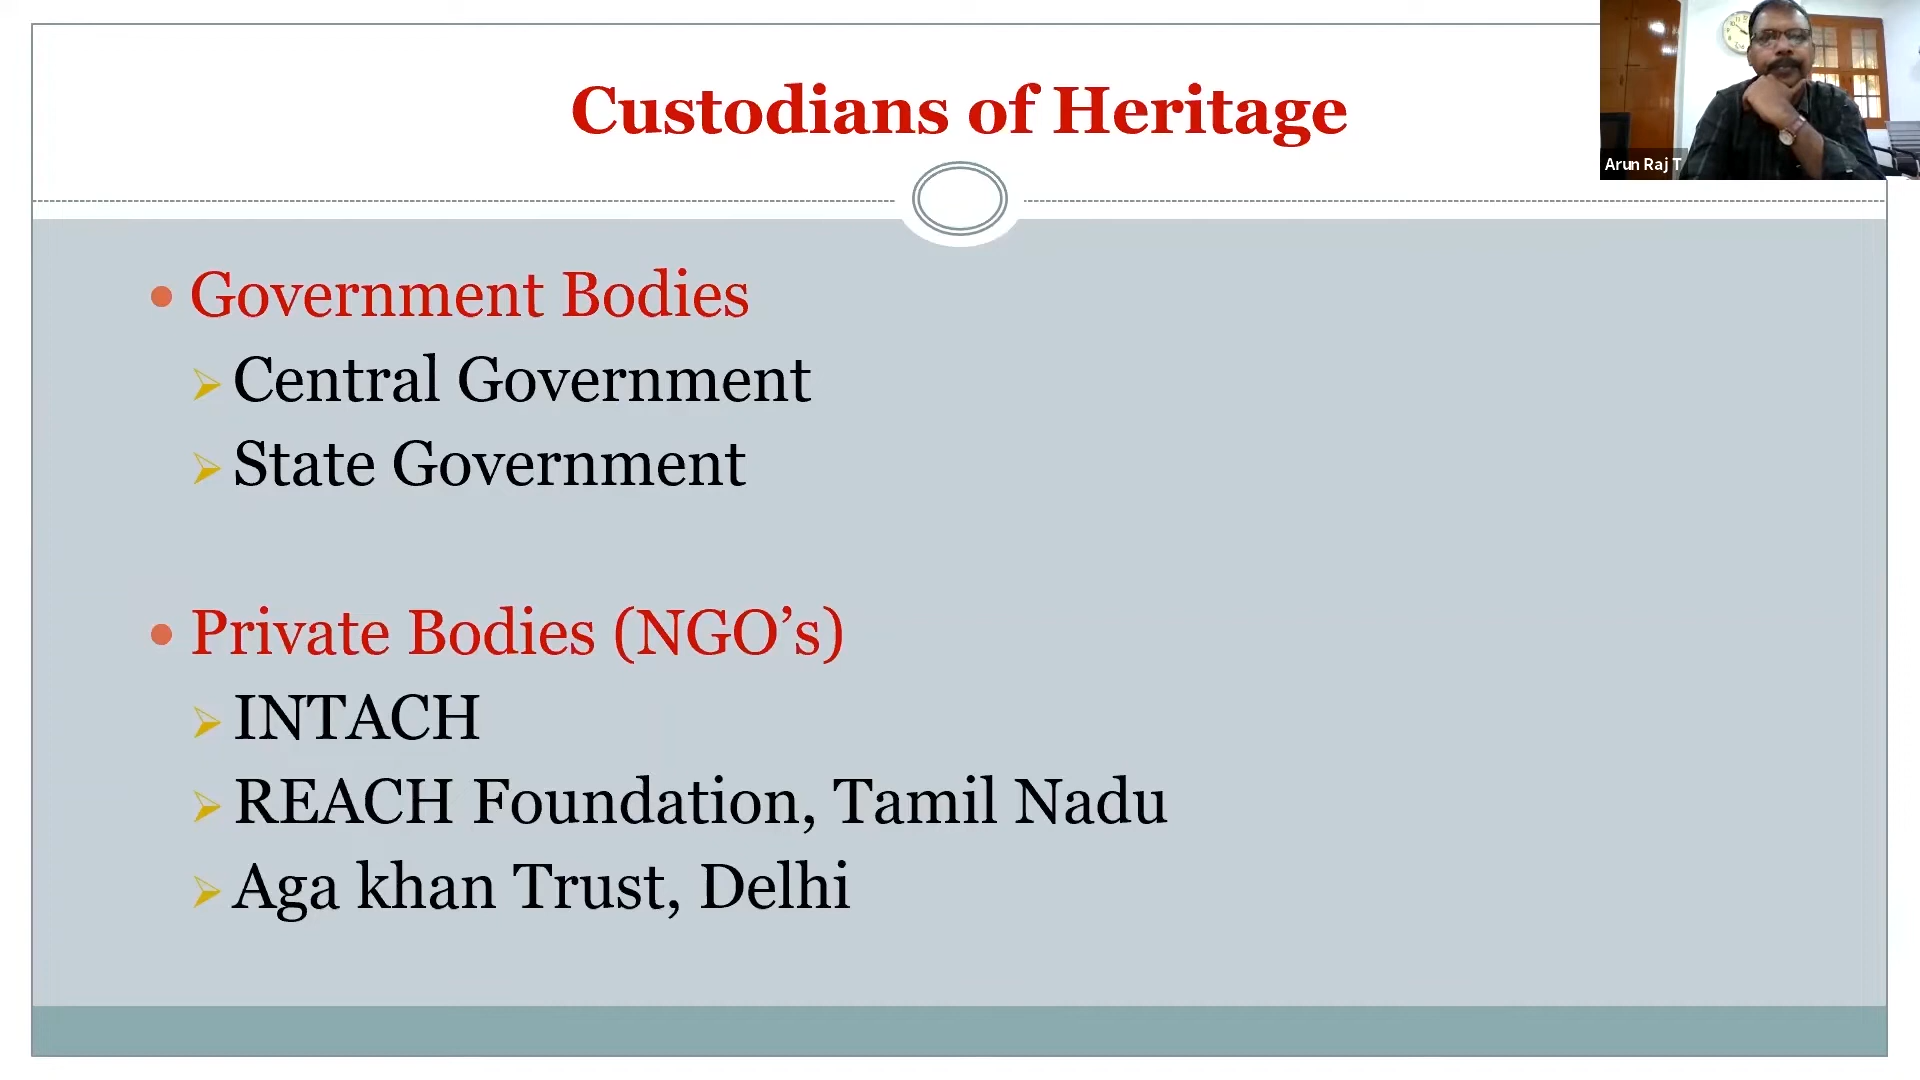 Custodians of Heritage
Arun Raj T
Government Bodies
Central Government
State Government
Private Bodies (NGO’s)
INTACH
REACH Foundation, Tamil Nadu
Aga khan Trust, Delhi